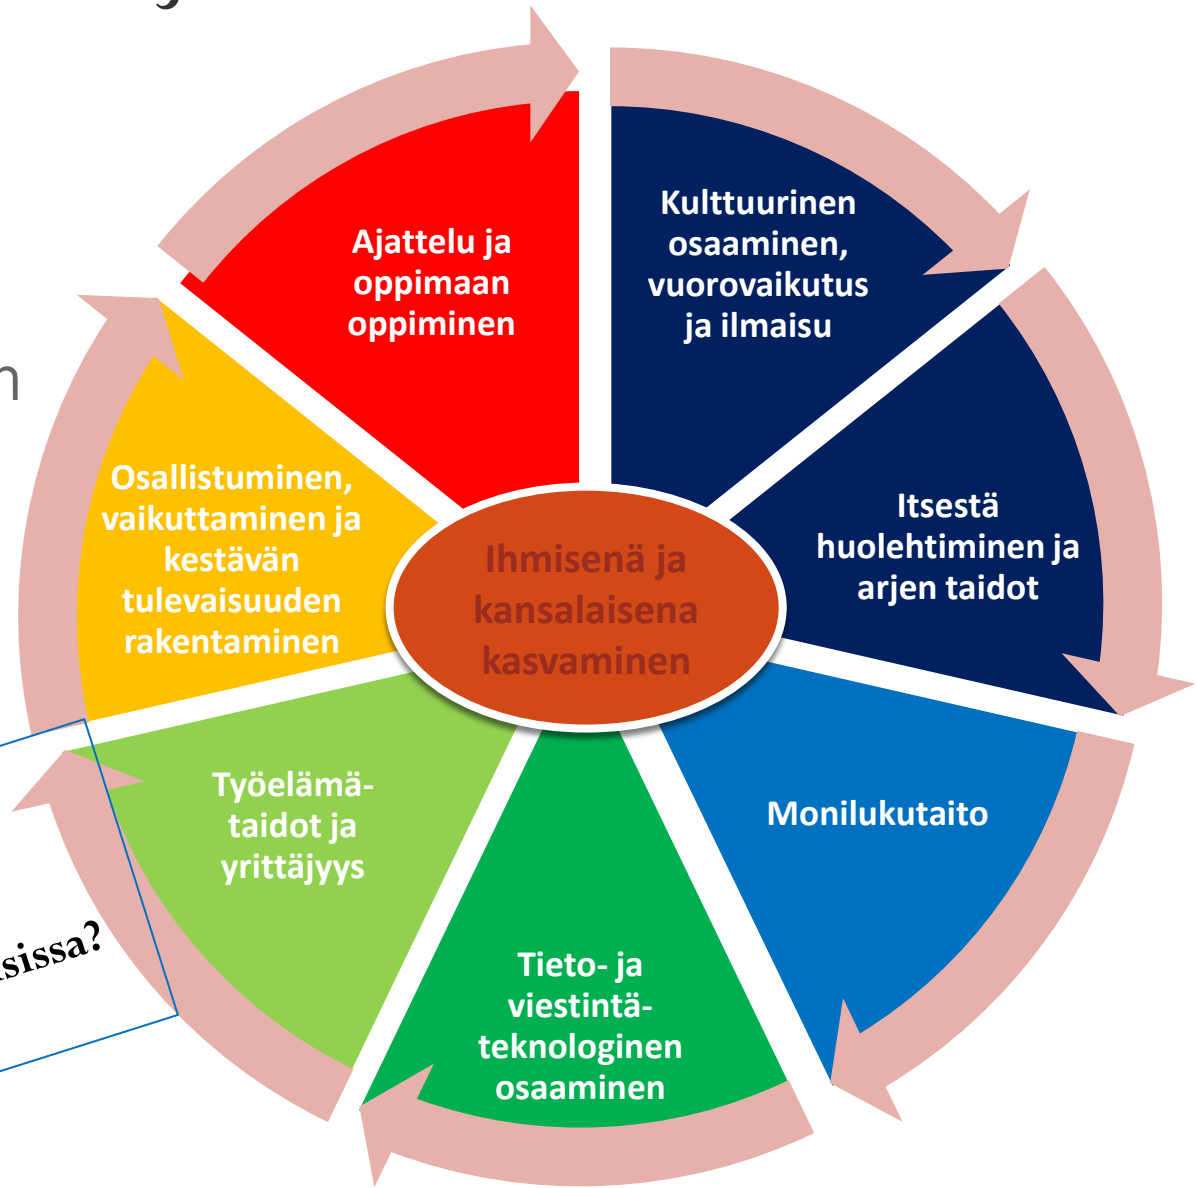 Ajattelu ja
oppimaan
oppiminen
Kulttuurinen
osaaminen,
vuorovaikutus
ja ilmaisu
Itsestä
huolehtiminen ja
arjen taidot
Monilukutaito
Tieto- ja
viestintä-
teknologinen
osaaminen
Työelämä-
taidot ja
yrittäjyys
Osallistuminen,
vaikuttaminen ja
kestävän
tulevaisuuden
rakentaminen
Ihmisenä ja
kansalaisena
kasvaminen